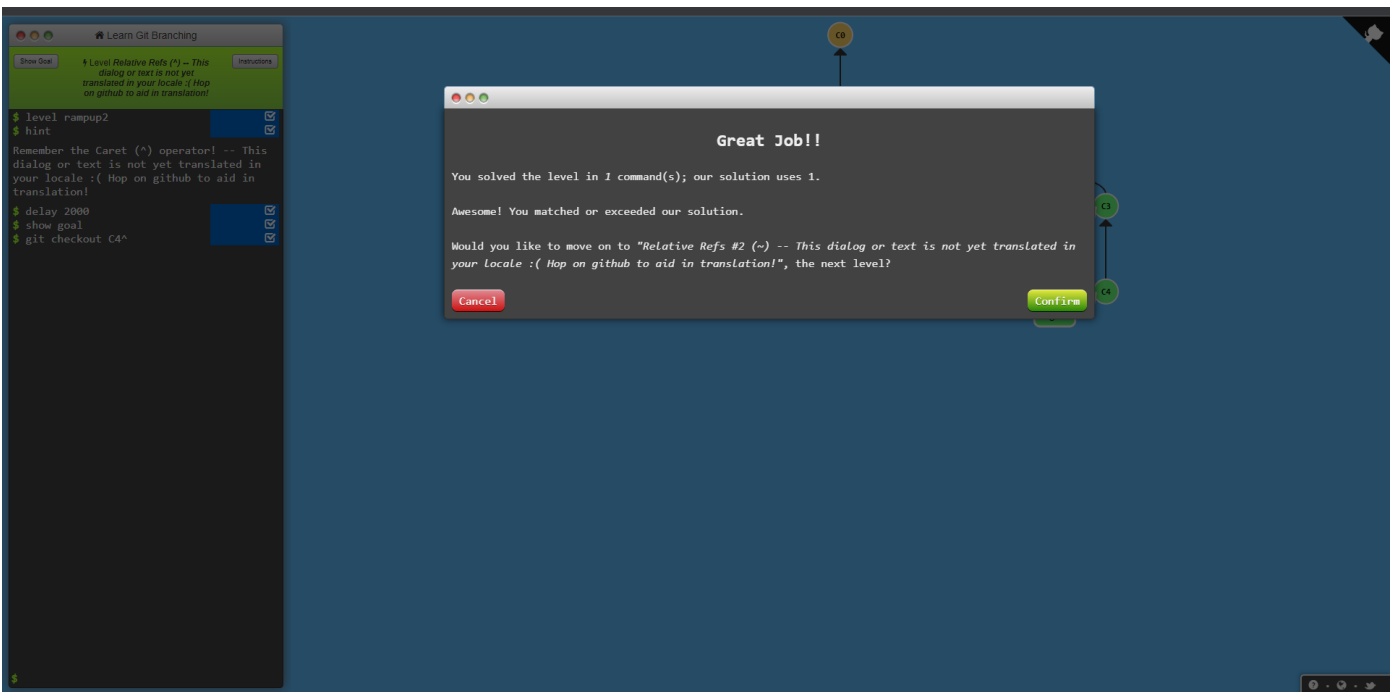 Learn Git Branching
Show Goal
Level Relative Refs (^) -- This
dialog or text is not yet
translated in your locale :( Hop
on github to aid in translation!
Instructions
$ level rampup2
$ hint
Remember the Caret (^) operator! -- This
dialog or text is not yet translated in
your locale :( Hop on github to aid in
translation!
$ delay 2000
$ show goal
$ git checkout C4^
$
C0
Great Job!!
You solved the level in 1 command(s); our solution uses 1.
Awesome! You matched or exceeded our solution.
Would you like to move on to "Relative Refs #2 (~) -- This dialog or text is not yet translated in
your locale :( Hop on github to aid in translation!", the next level?
Cancel
Confirm
C3
C4